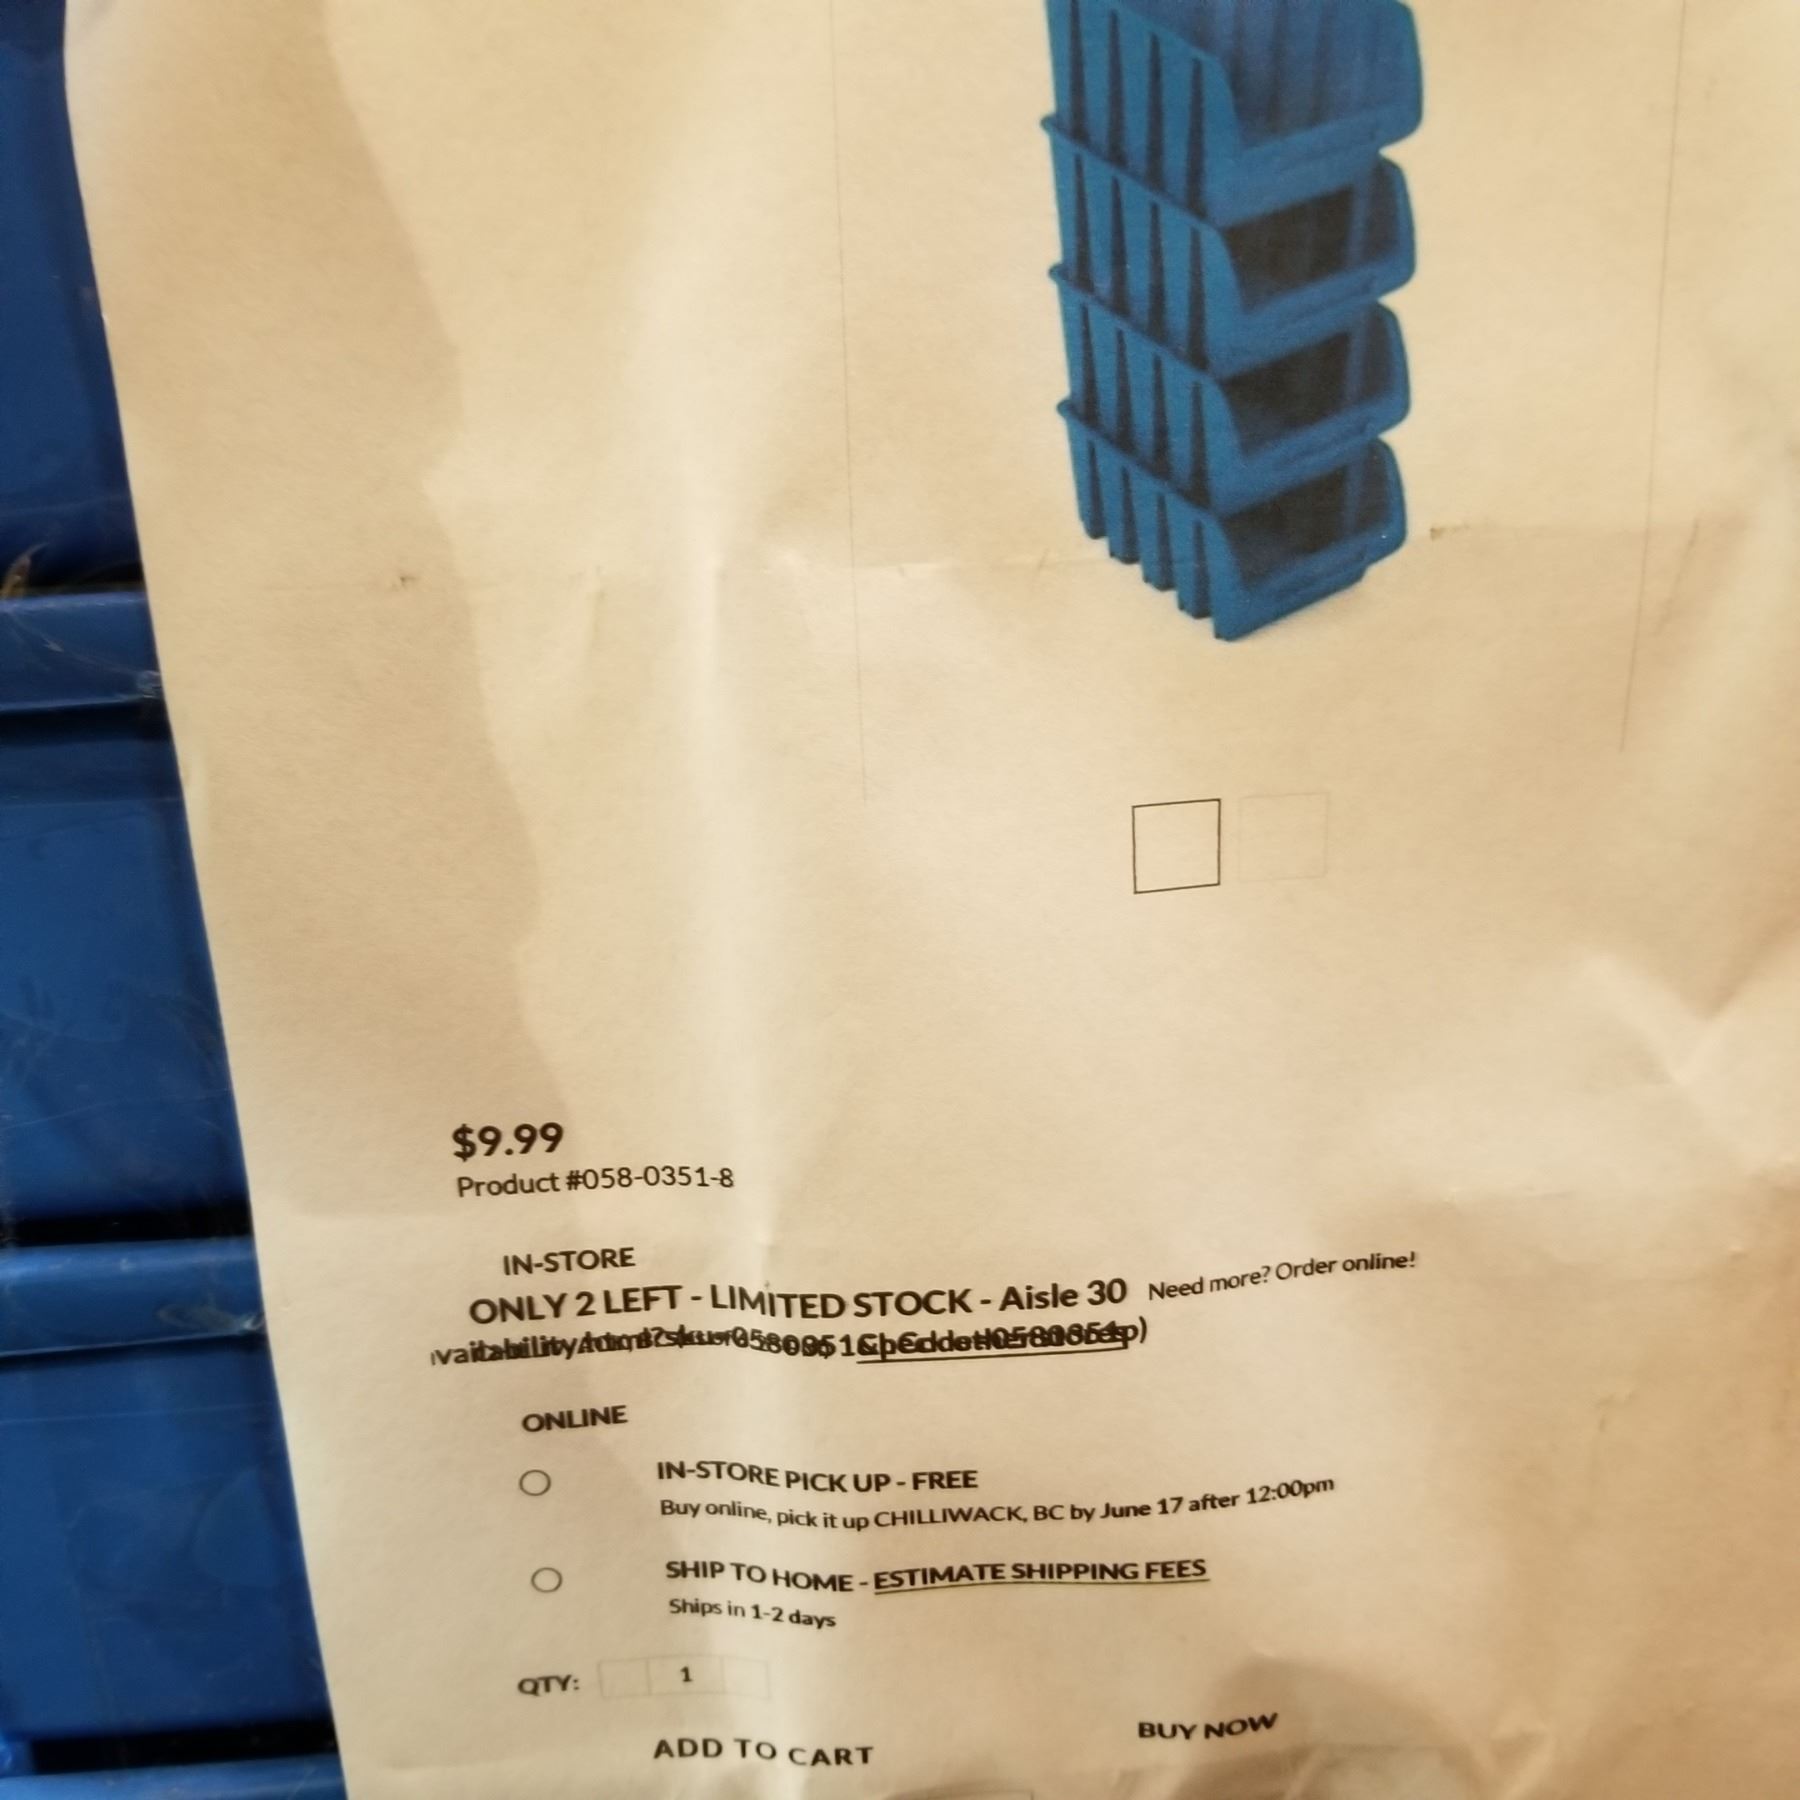 $9.99
Product #058-0351-8
IN-STORE
ONLY 2 LEFT - LIMITED STOCK - Aisle 30 Need more? Order online!
ONLINE
IN-STORE PICK UP - FREE
Buy online, pick it up CHILLIWACK, BC by June 17 after 12:00pm
SHIP TO HOME - ESTIMATE SHIPPING FEES
Ships in 1-2 days
QTY: 1
ADD TO CART BUY NOW